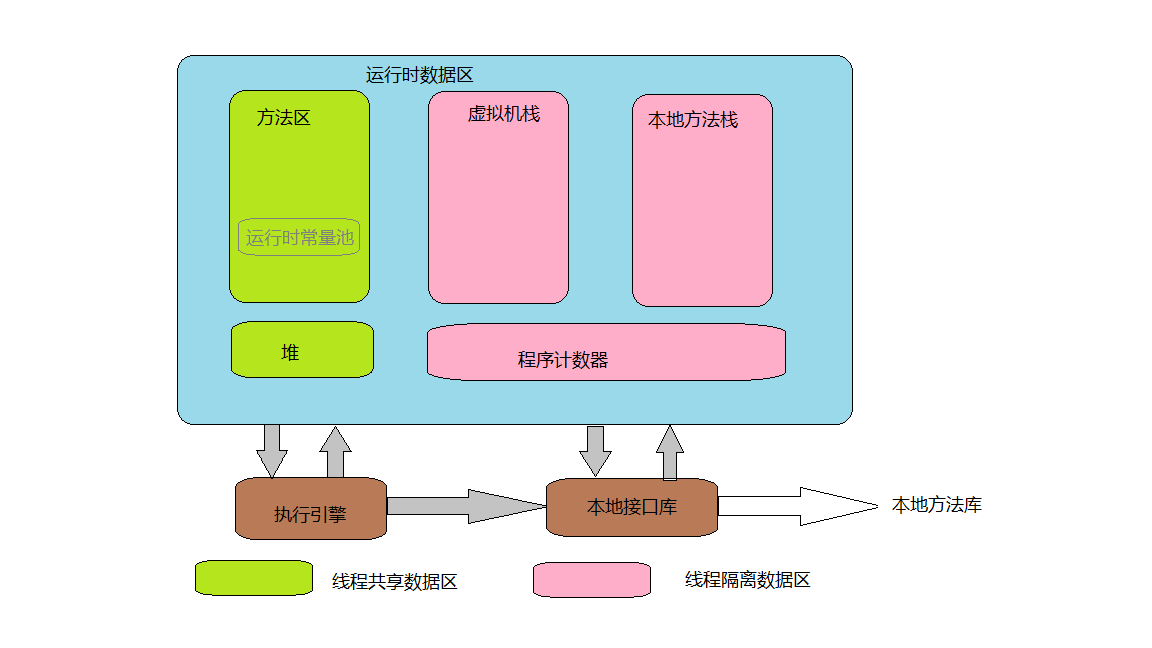 运行时数据区
方法区
虚拟机栈
本地方法栈
运行时常量池
堆
程序计数器
执行引擎
本地接口库
本地方法库
线程共享数据区
线程隔离数据区